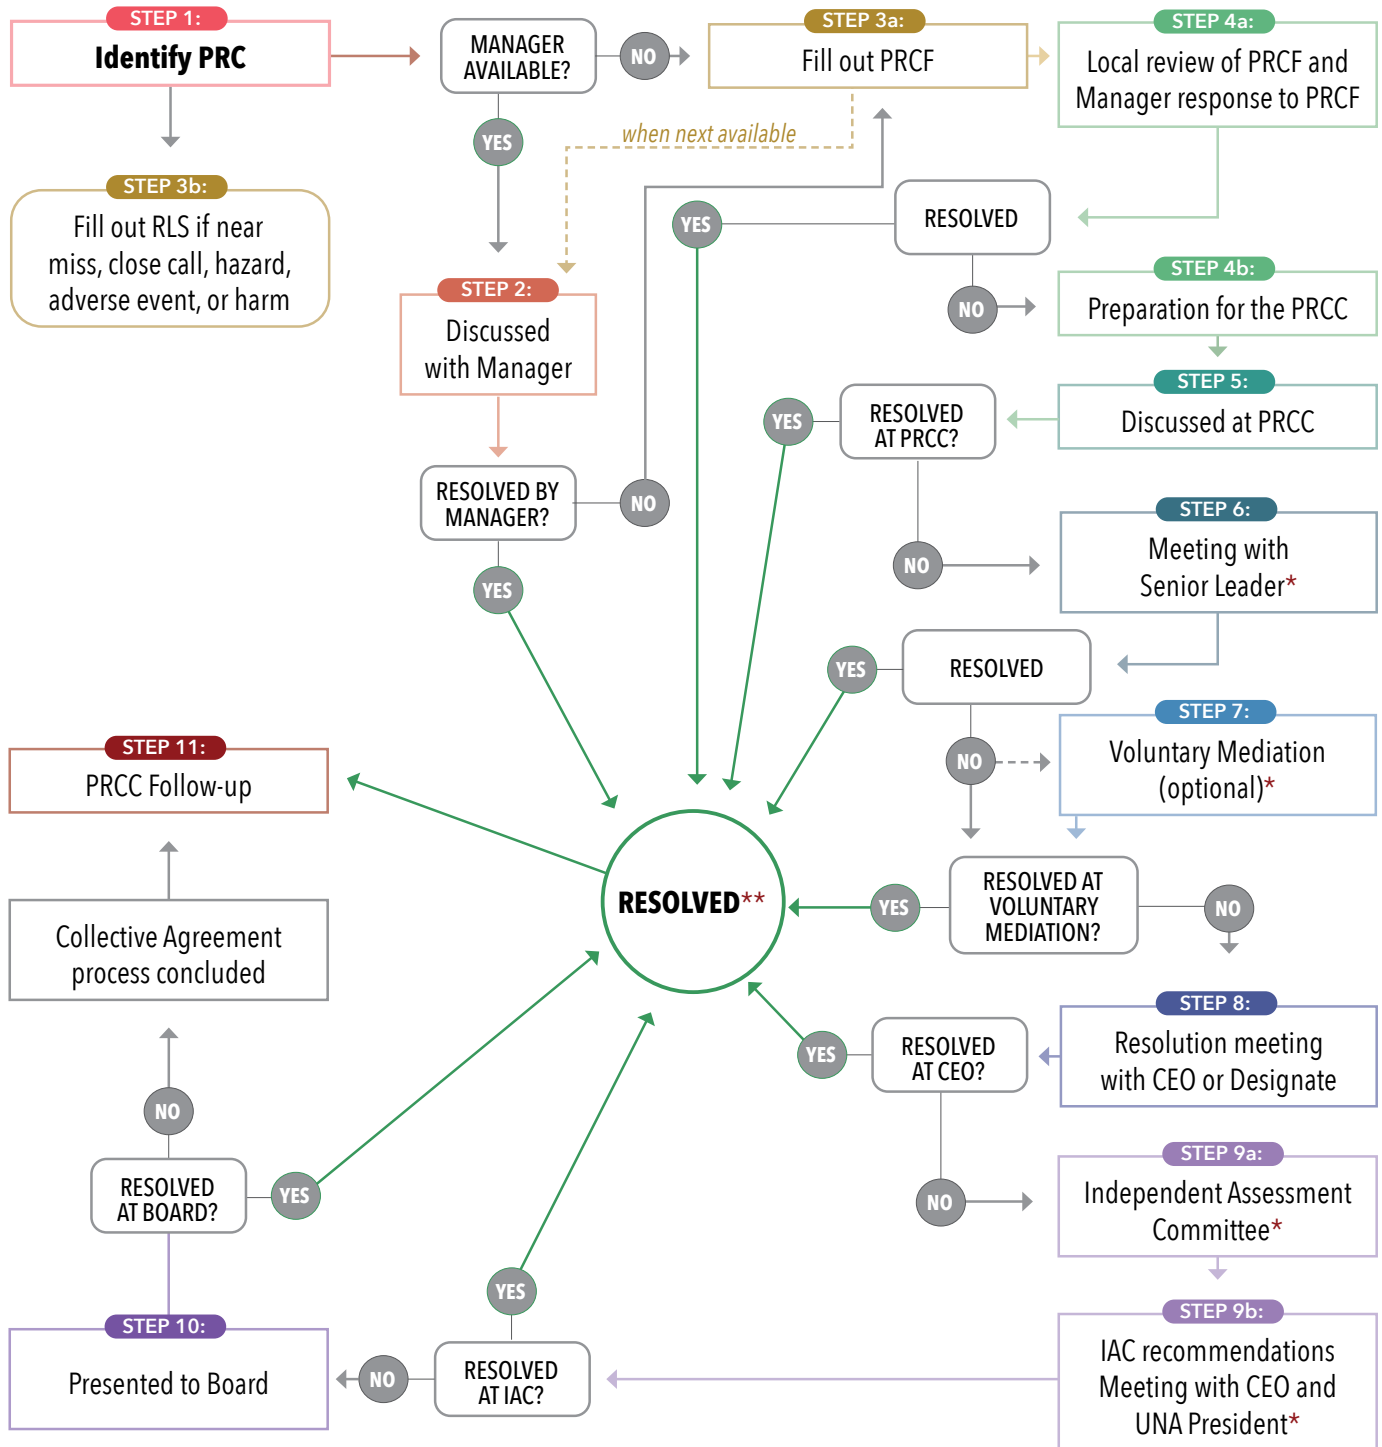 STEP 1:
Identify PRC
MANAGER
AVAILABLE?
NO
YES
STEP 3a:
Fill out PRCF
when next available
STEP 4a:
Local review of PRCF and
Manager response to PRCF
STEP 3b:
Fill out RLS if near
miss, close call, hazard,
adverse event, or harm
YES
RESOLVED
NO
STEP 4b:
Preparation for the PRCC
STEP 2:
Discussed
with Manager
STEP 5:
Discussed at PRCC
RESOLVED
AT PRCC?
YES
NO
RESOLVED BY
MANAGER?
NO
YES
STEP 6:
Meeting with
Senior Leader*
RESOLVED
YES
NO
STEP 7:
Voluntary Mediation
(optional)*
STEP 11:
PRCC Follow-up
RESOLVED**
RESOLVED AT
VOLUNTARY
MEDIATION?
YES
NO
Collective Agreement
process concluded
STEP 8:
Resolution meeting
with CEO or Designate
RESOLVED
AT CEO?
YES
NO
NO
RESOLVED
AT BOARD?
YES
STEP 9a:
Independent Assessment
Committee*
STEP 9b:
IAC recommendations
Meeting with CEO and
UNA President*
YES
RESOLVED
AT IAC?
NO
STEP 10:
Presented to Board